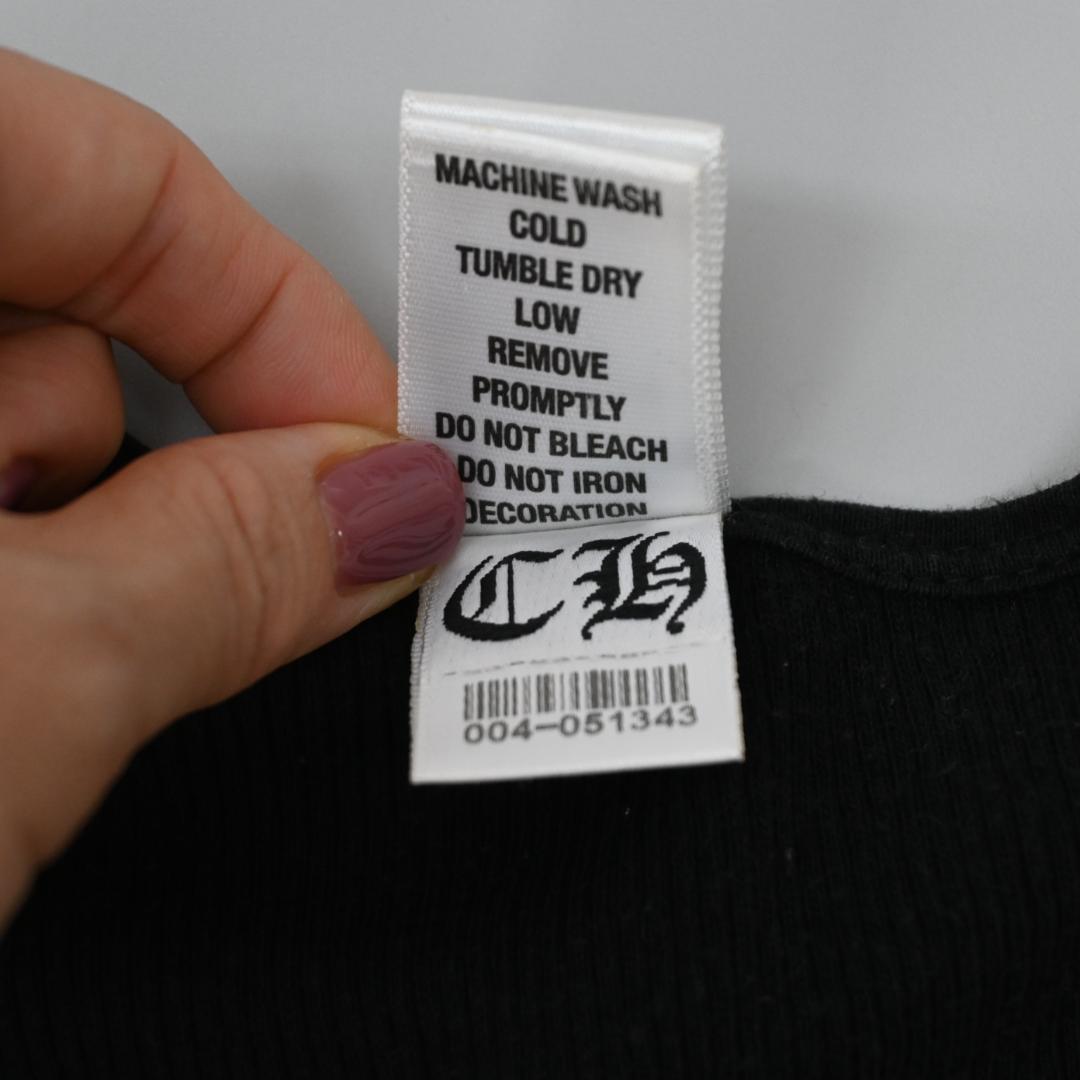 MACHINE WASH
COLD
TUMBLE DRY
LOW
REMOVE
PROMPTLY
DO NOT BLEACH
DO NOT IRON
DECORATION
CH
004-051343